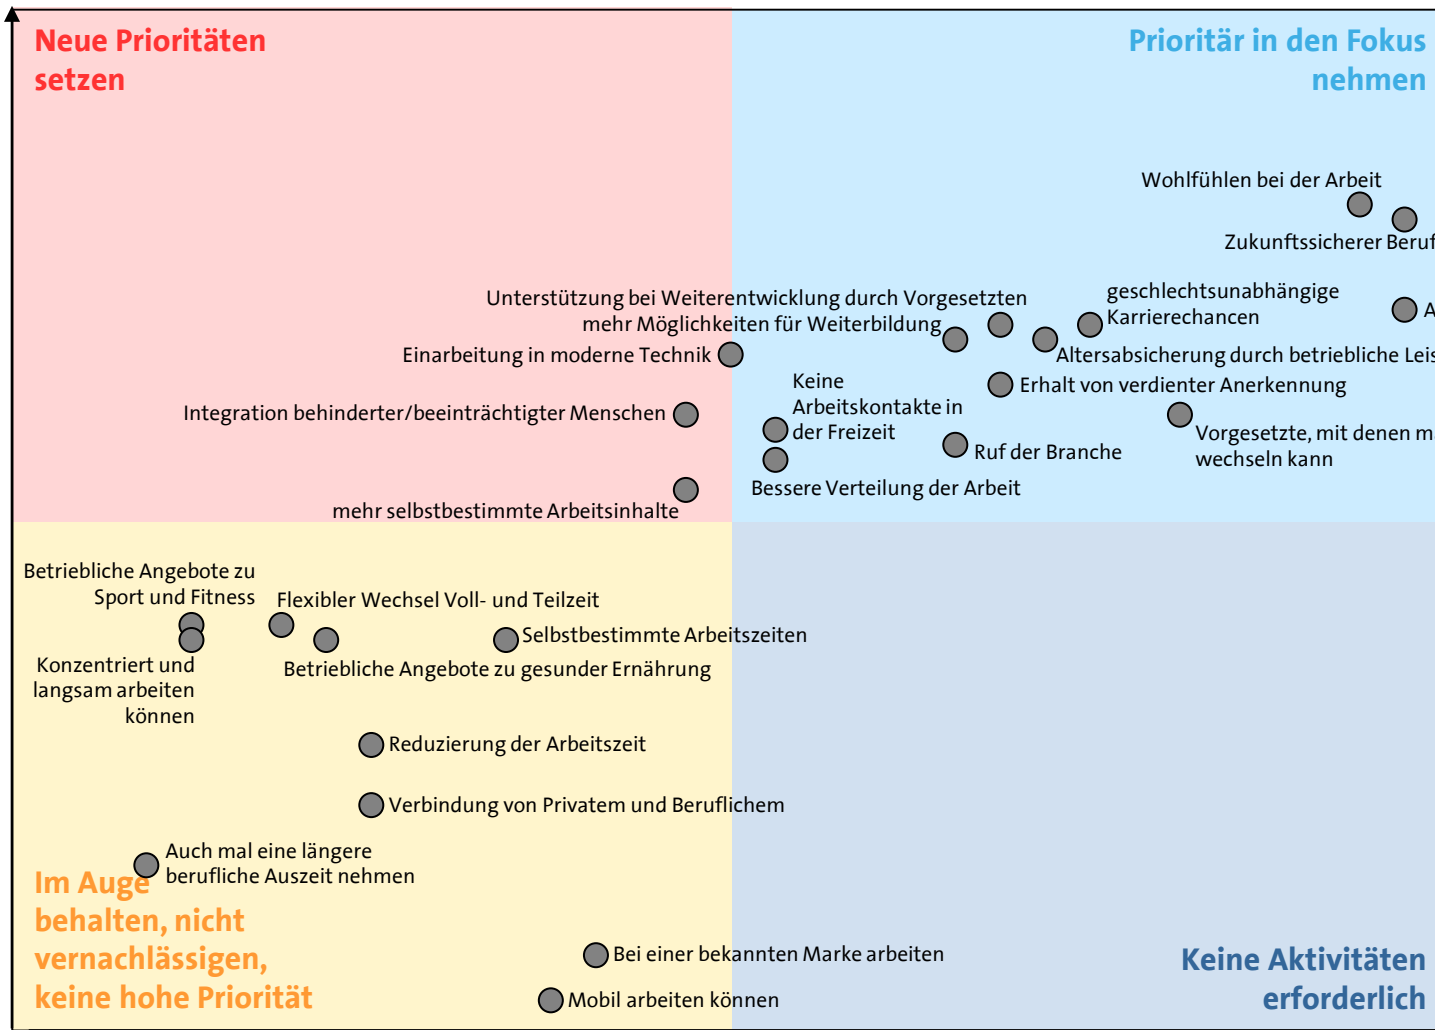 Neue Prioritäten
setzen
Prioritär in den Fokus
nehmen
Wohlfühlen bei der Arbeit
Zukunftssicherer Beruf
Unterstützung bei Weiterentwicklung durch Vorgesetzten
geschlechtsunabhängige
Karrierechancen
A
mehr Möglichkeiten für Weiterbildung
Einarbeitung in moderne Technik
Altersabsicherung durch betriebliche Leis
Keine
Arbeitskontakte in
der Freizeit
Erhalt von verdienter Anerkennung
Integration behinderter/beeinträchtigter Menschen
Vorgesetzte, mit denen m
wechseln kann
Ruf der Branche
Bessere Verteilung der Arbeit
mehr selbstbestimmte Arbeitsinhalte
Betriebliche Angebote zu
Sport und Fitness
Flexibler Wechsel Voll- und Teilzeit
Selbstbestimmte Arbeitszeiten
Konzentriert und
langsam arbeiten
können
Betriebliche Angebote zu gesunder Ernährung
Reduzierung der Arbeitszeit
Verbindung von Privatem und Beruflichem
Auch mal eine längere
berufliche Auszeit nehmen
Im Auge
behalten, nicht
vernachlässigen,
keine hohe Priorität
Bei einer bekannten Marke arbeiten
Mobil arbeiten können
Keine Aktivitäten
erforderlich